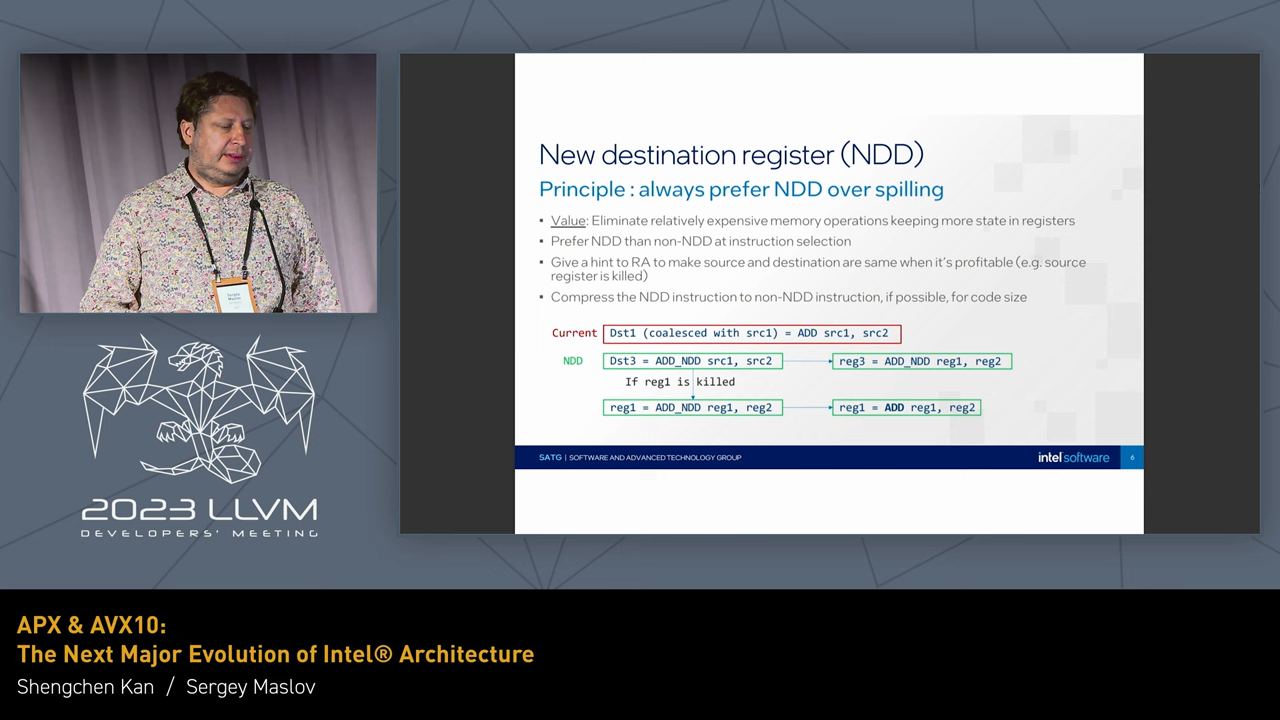 New destination register (NDD)
Principle : always prefer NDD over spilling
▪ Value: Eliminate relatively expensive memory operations keeping more state in registers
▪ Prefer NDD than non-NDD at instruction selection
▪ Give a hint to RA to make source and destination are same when it's profitable (e.g. source
register is killed)
▪ Compress the NDD instruction to non-NDD instruction, if possible, for code size
Current Dst1 (coalesced with src1) = ADD src1, src2
NDD Dst3 = ADD_NDD src1, src2 reg3 = ADD_NDD reg1, reg2
If reg1 is killed
reg1 = ADD_NDD reg1, reg2 reg1 = ADD reg1, reg2
SATG | SOFTWARE AND ADVANCED TECHNOLOGY GROUP intel software 6
Sergey
Maslov
2023 LLVM
DEVELOPERS' MEETING
APX & AVX10:
The Next Major Evolution of Intel® Architecture
Shengchen Kan / Sergey Maslov